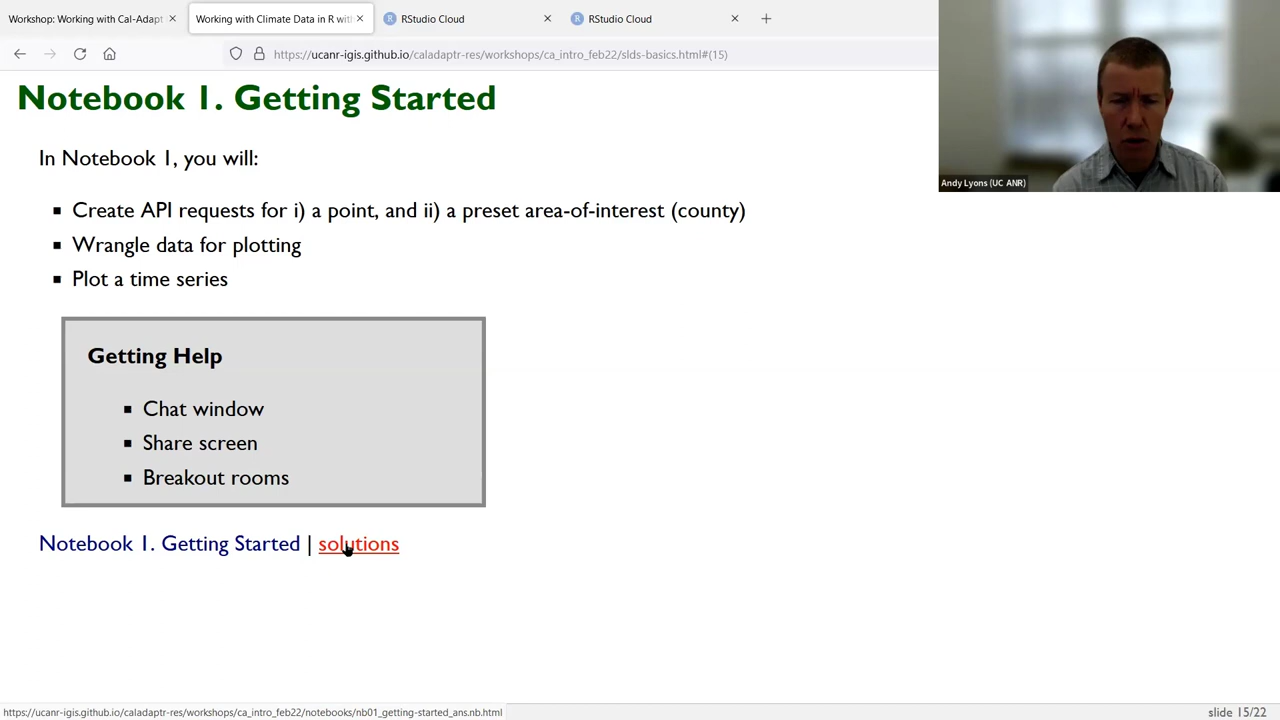 Workshop: Working with Cal-Adapt
Working with Climate Data in R with
RStudio Cloud
RStudio Cloud
https://ucanr-igis.github.io/caladaptr-res/workshops/ca_intro_feb22/slds-basics.html#(15)
Notebook 1. Getting Started
In Notebook 1, you will:
Create API requests for i) a point, and ii) a preset area-of-interest (county)
Wrangle data for plotting
Plot a time series
Andy Lyons (UC ANR)
Getting Help
Chat window
Share screen
Breakout rooms
Notebook 1. Getting Started | solutions
https://ucanr-igis.github.io/caladaptr-res/workshops/ca_intro_feb22/notebooks/nb01_getting-started_ans.nb.html
slide 15/22